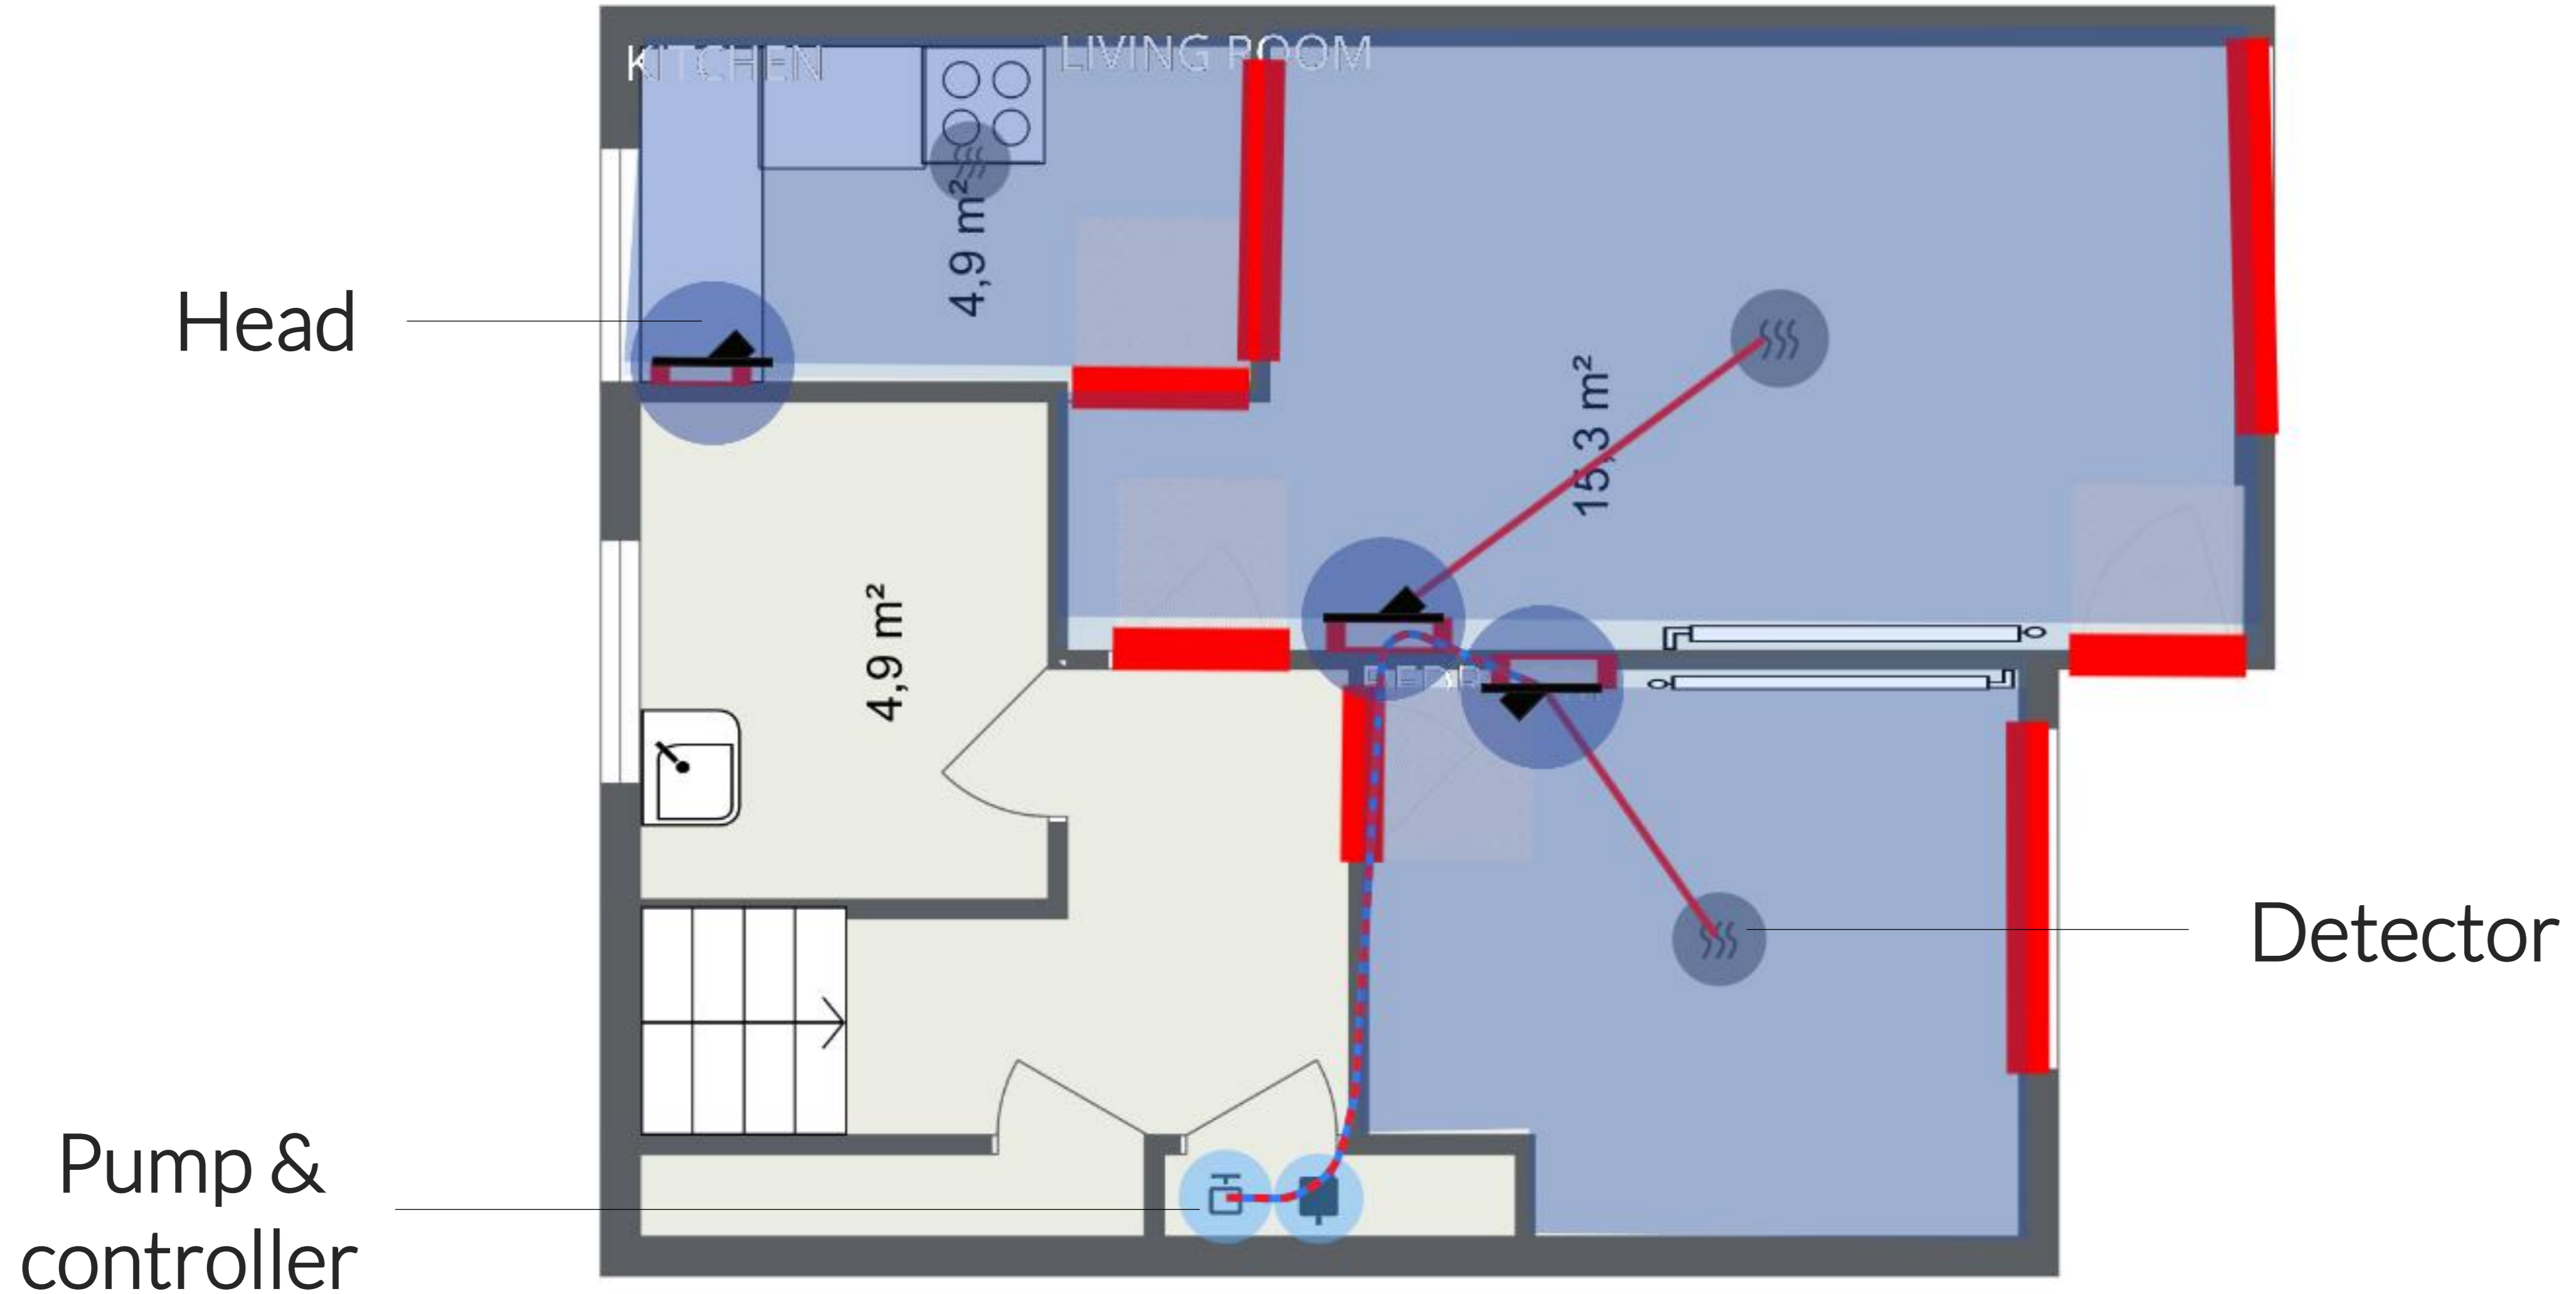 KITCHEN
LIVING ROOM
4,9 m²
Head
15,3 m²
4,9 m²
Detector
Pump &
controller